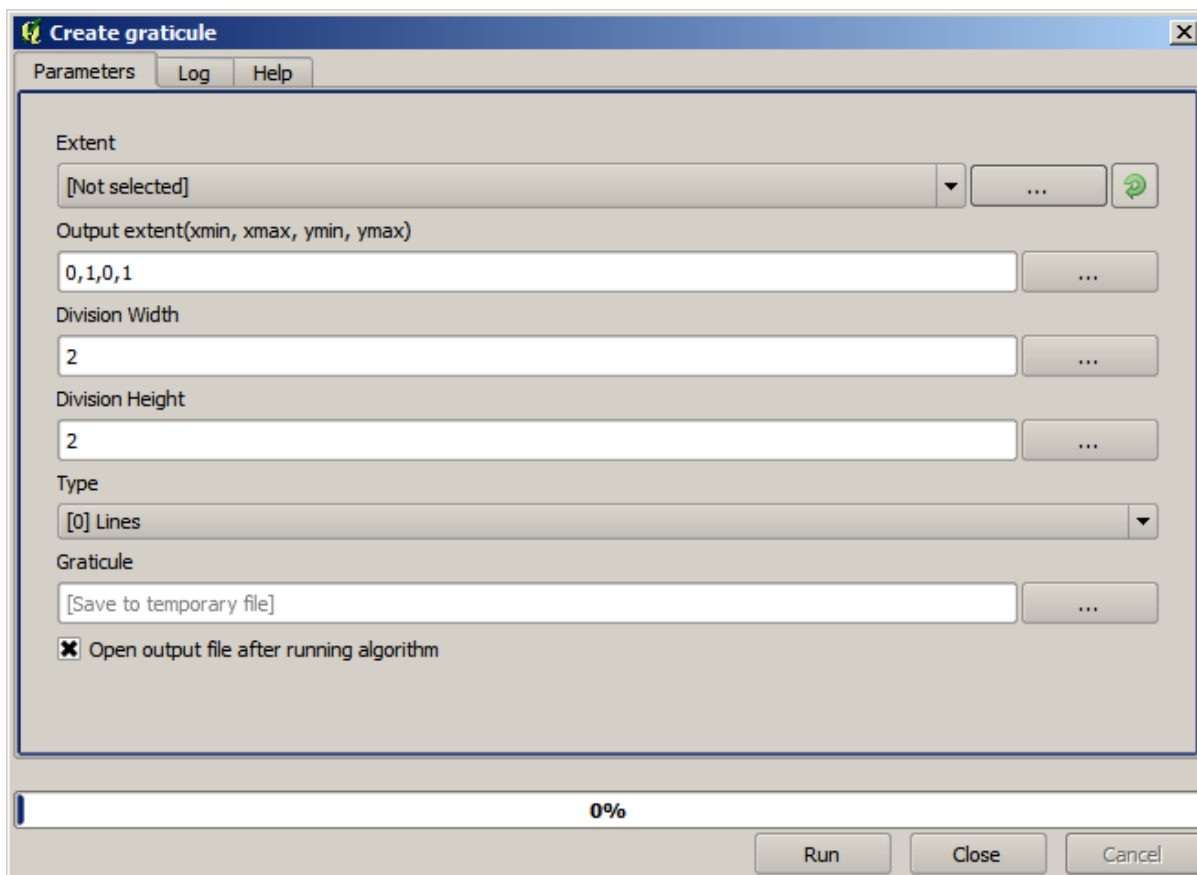 Create graticule
Parameters Log Help
Extent
[Not selected] ...
Output extent(xmin, xmax, ymin, ymax)
0,1,0,1 ...
Division Width
2 ...
Division Height
2 ...
Type
[0] Lines
Graticule
[Save to temporary file] ...
Open output file after running algorithm
0%
Run Close Cancel